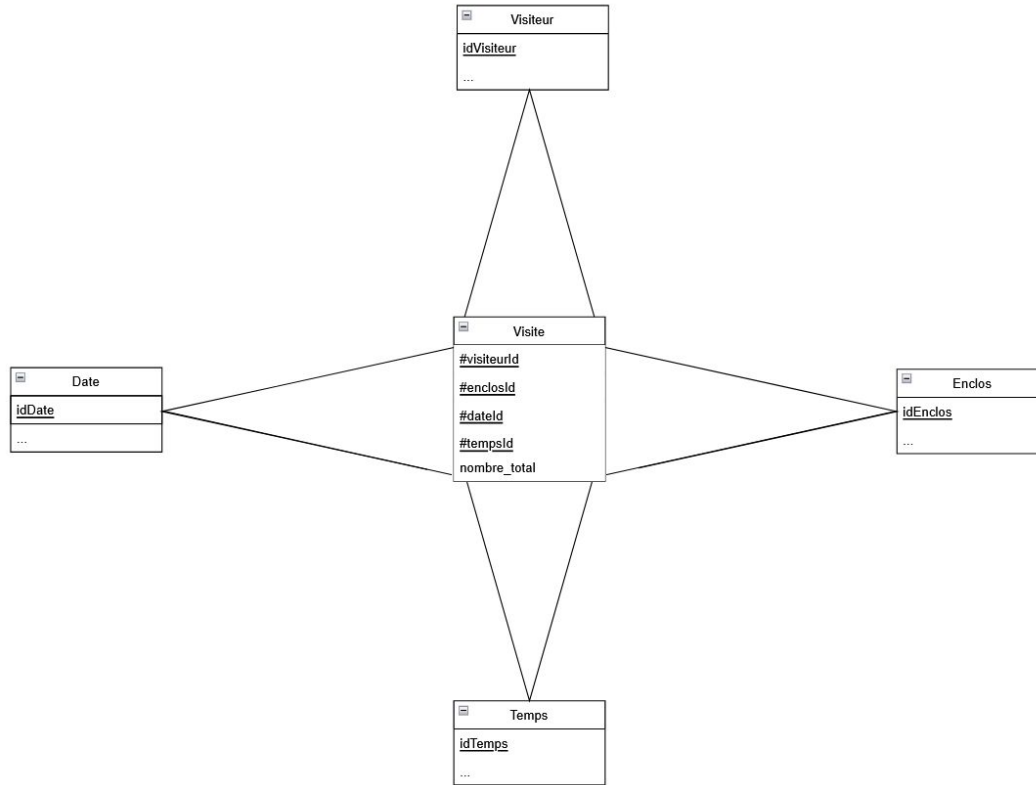 Visiteur
idVisiteur
...
Visite
#visiteurId
#enclosId
#dateId
#tempsId
nombre_total
Date
idDate
...
Enclos
idEnclos
...
Temps
idTemps
...